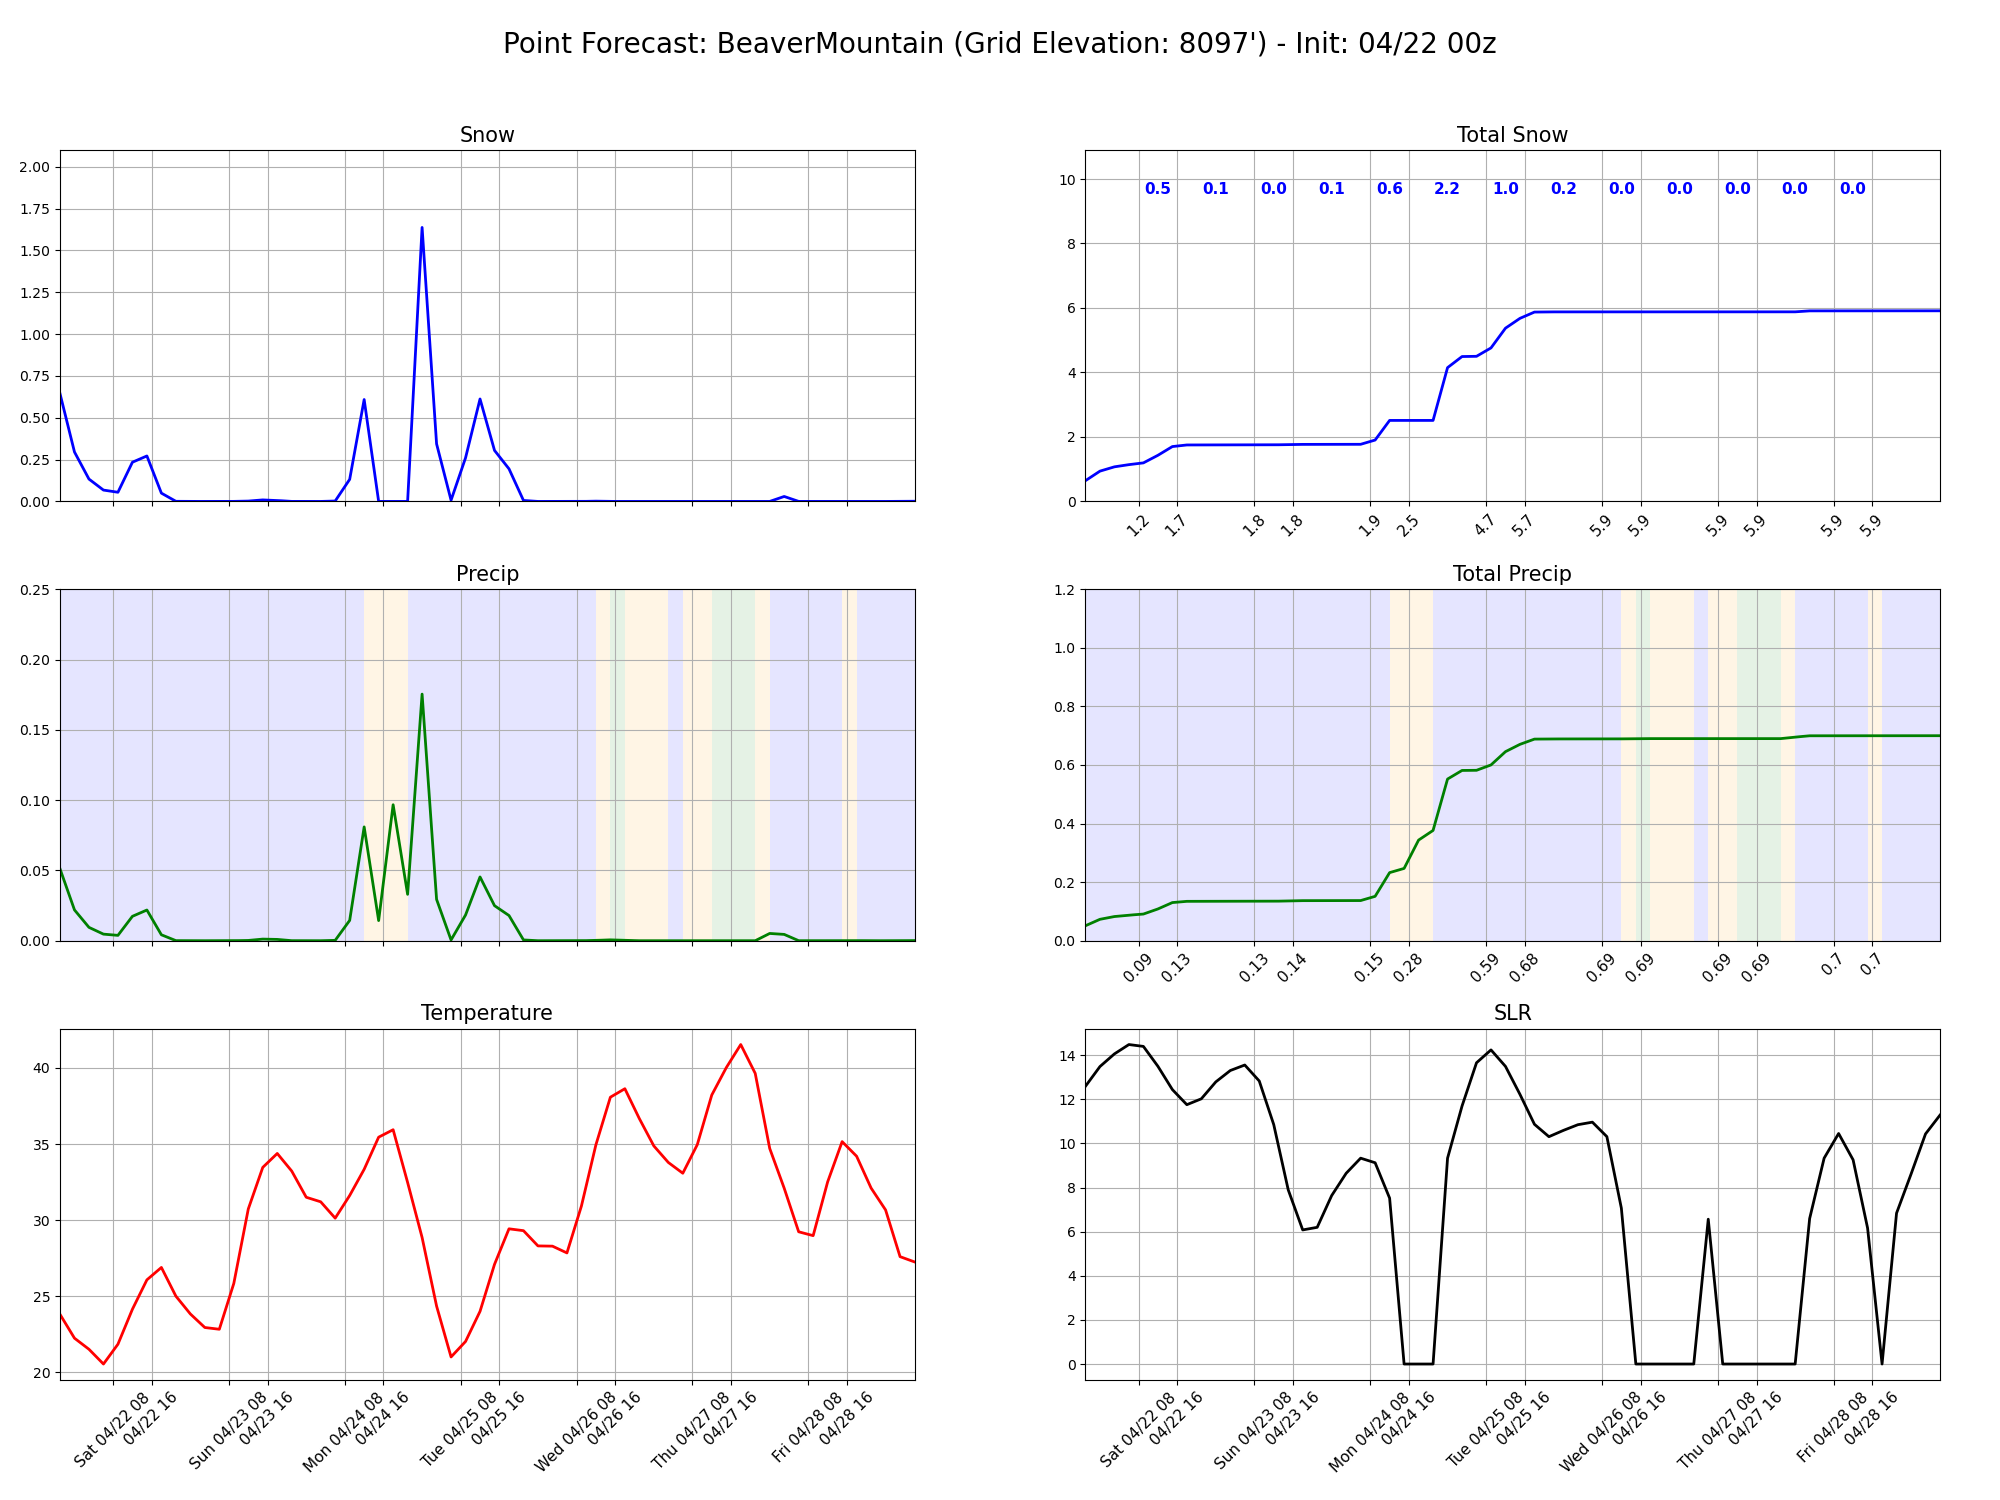 Point Forecast: BeaverMountain (Grid Elevation: 8097') - Init: 04/22 00z
Snow
2.00
1.75
1.50
1.25
1.00
0.75
0.50
0.25
0.00
Total Snow
10
8
6
4
2
0
0.5 0.1 0.0 0.1 0.6 2.2 1.0 0.2 0.0 0.0 0.0 0.0 0.0
1.2 1.7 1.8 1.8 1.9 2.5 4.7 5.7 5.9 5.9 5.9 5.9 5.9 5.9
Precip
0.25
0.20
0.15
0.10
0.05
0.00
Total Precip
1.2
1.0
0.8
0.6
0.4
0.2
0.0
0.09 0.13 0.13 0.14 0.15 0.28 0.59 0.68 0.69 0.69 0.69 0.69 0.7 0.7
Temperature
40
35
30
25
20
Sat 04/22 08
04/22 16
Sun 04/23 08
04/23 16
Mon 04/24 08
04/24 16
Tue 04/25 08
04/25 16
Wed 04/26 08
04/26 16
Thu 04/27 08
04/27 16
Fri 04/28 08
04/28 16
SLR
14
12
10
8
6
4
2
0
Sat 04/22 08
04/22 16
Sun 04/23 08
04/23 16
Mon 04/24 08
04/24 16
Tue 04/25 08
04/25 16
Wed 04/26 08
04/26 16
Thu 04/27 08
04/27 16
Fri 04/28 08
04/28 16